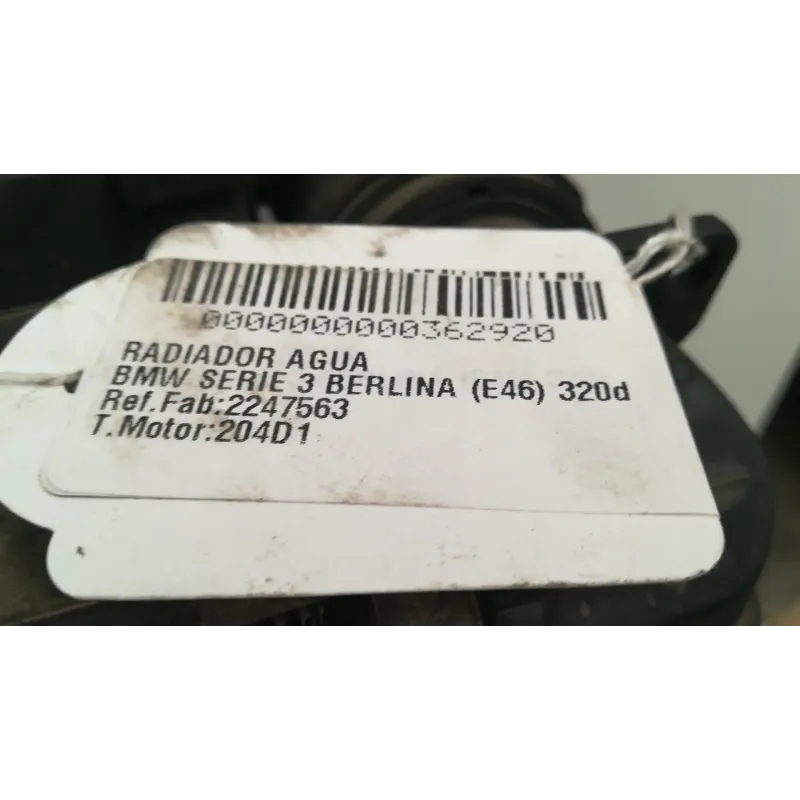 0000000000362920
RADIADOR AGUA
BMW SERIE 3 BERLINA (E46) 320d
Ref.Fab:2247563
T.Motor:204D1